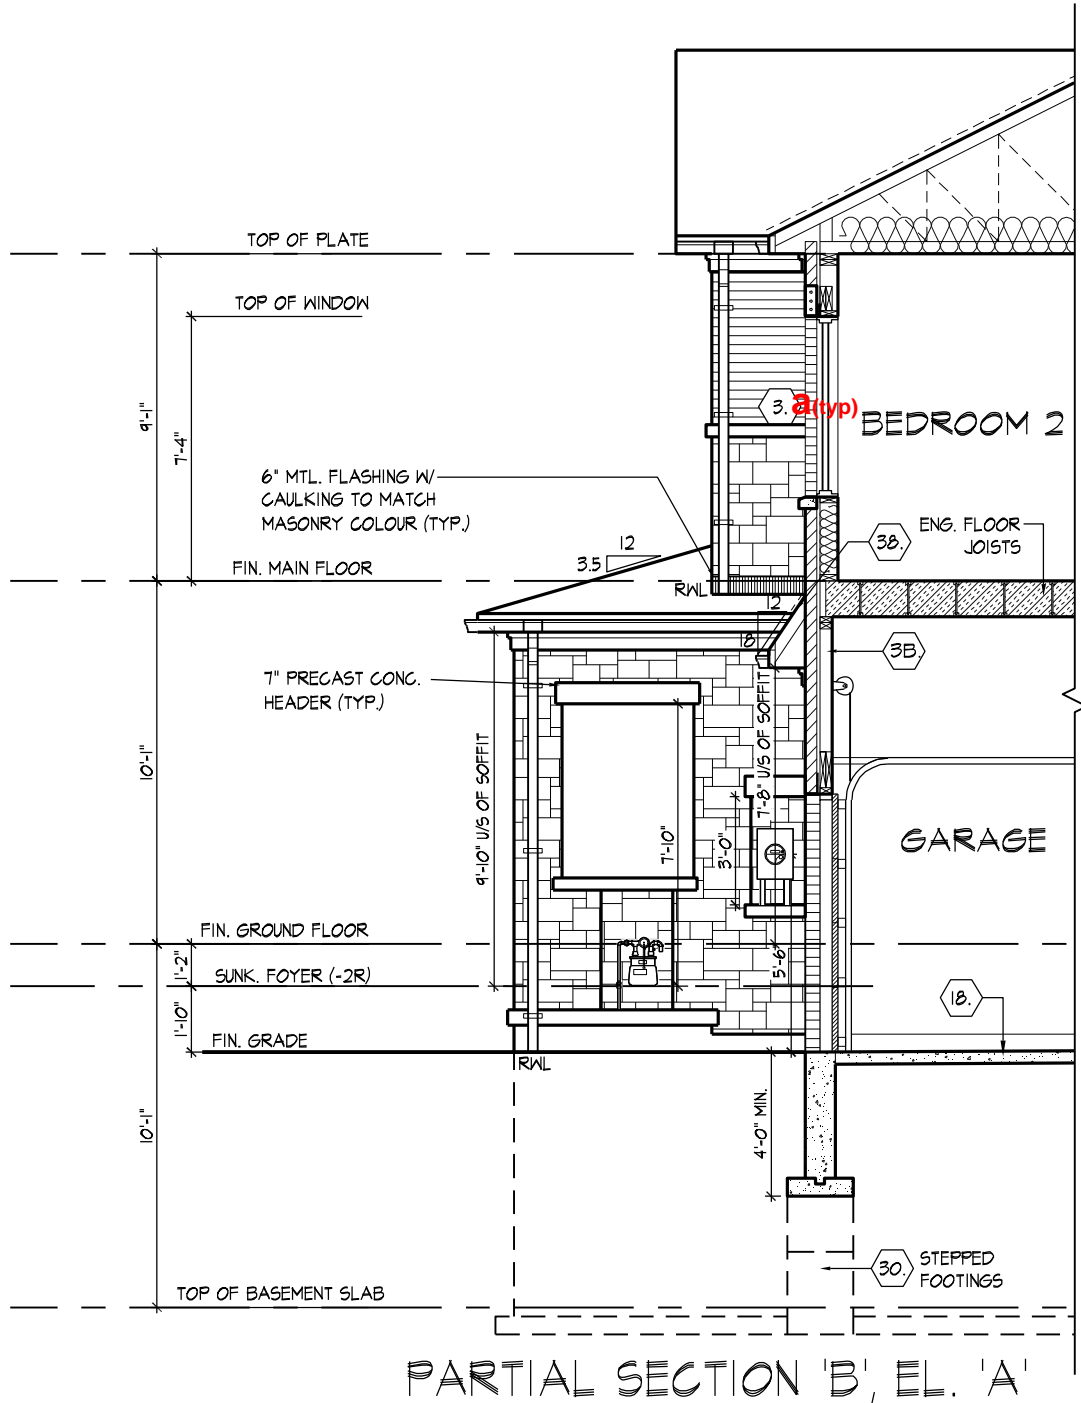 TOP OF PLATE
TOP OF WINDOW
9'-1"
7'-4"
3. a(typ)
BEDROOM 2
6" MTL. FLASHING W/
CAULKING TO MATCH
MASONRY COLOUR (TYP.)
12
3.5
38.
ENG. FLOOR
JOISTS
FIN. MAIN FLOOR
RWL
12
18
3B.
7" PRECAST CONC.
HEADER (TYP.)
10'-1"
9'-10" U/S OF SOFFIT
7'-8" U/S OF SOFFIT
7'-10"
3'-0"
GARAGE
FIN. GROUND FLOOR
1'-2"
SUNK. FOYER (-2R)
5'-6"
1'-10"
18.
FIN. GRADE
RWL
10'-1"
4'-0" MIN.
30.
STEPPED
FOOTINGS
TOP OF BASEMENT SLAB
PARTIAL SECTION 'B', EL. 'A'